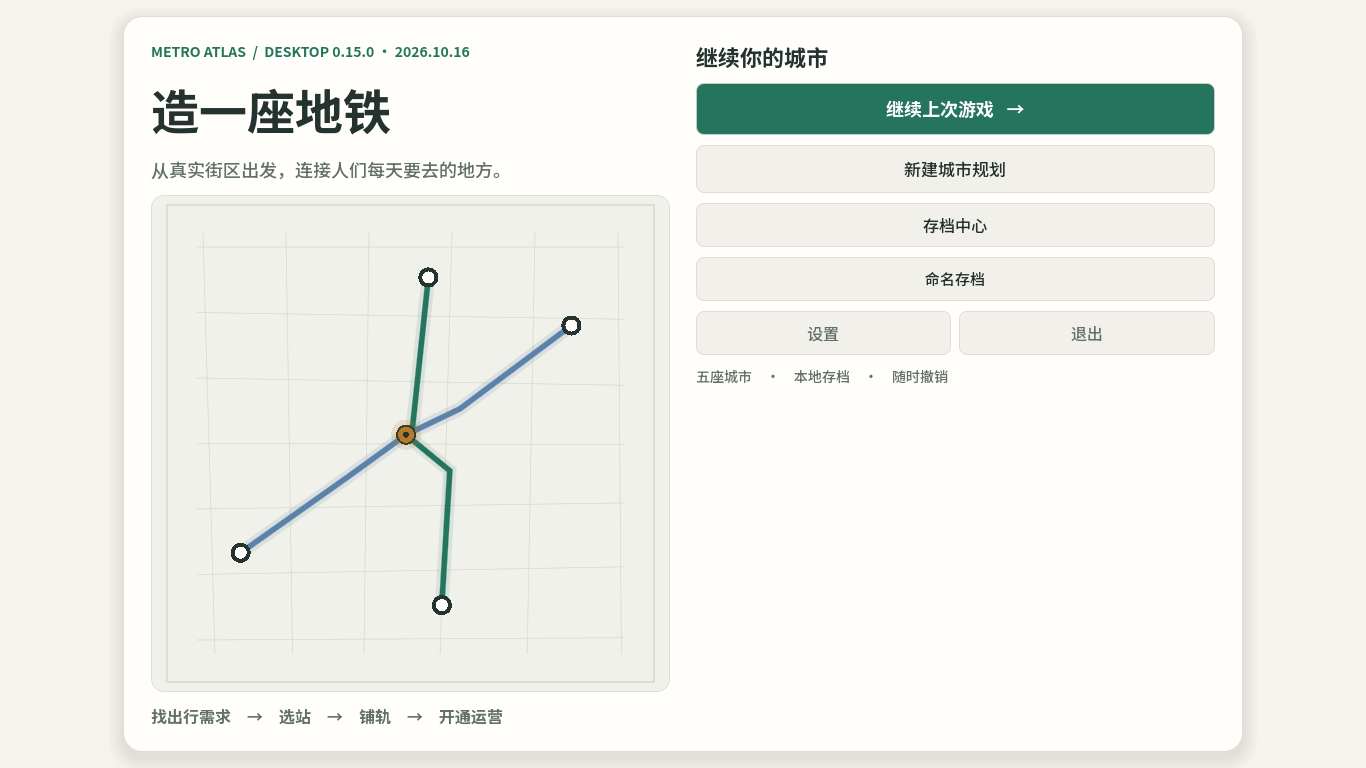 METRO ATLAS / DESKTOP 0.15.0 · 2026.10.16
造一座地铁
从真实街区出发，连接人们每天要去的地方。
找出行需求 → 选站 → 铺轨 → 开通运营
继续你的城市
继续上次游戏 →
新建城市规划
存档中心
命名存档
设置
退出
五座城市 · 本地存档 · 随时撤销